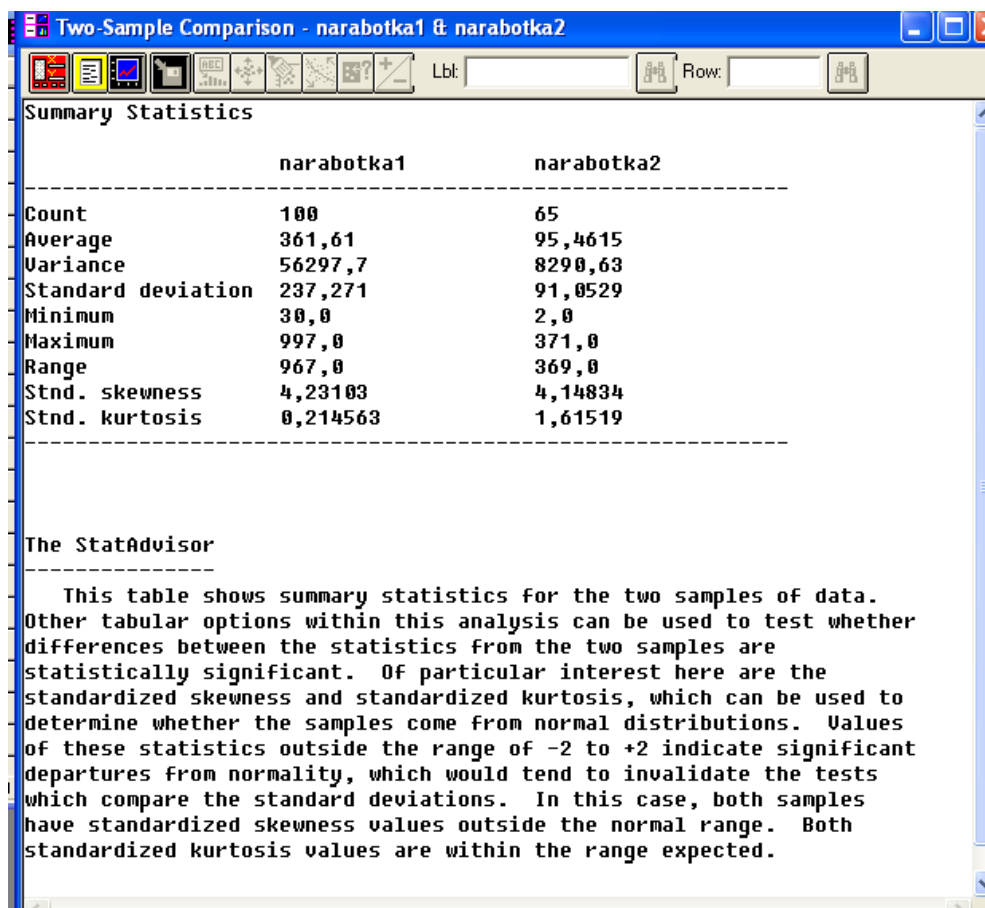 Two-Sample Comparison - narabotka1 & narabotka2
Lbl: Row:
Summary Statistics
narabotka1 narabotka2
------------------------------------------------------------
Count 100 65
Average 361,61 95,4615
Variance 56297,7 8290,63
Standard deviation 237,271 91,0529
Minimum 30,0 2,0
Maximum 997,0 371,0
Range 967,0 369,0
Stnd. skewness 4,23103 4,14834
Stnd. kurtosis 0,214563 1,61519
------------------------------------------------------------
The StatAdvisor
---------------
This table shows summary statistics for the two samples of data.
Other tabular options within this analysis can be used to test whether
differences between the statistics from the two samples are
statistically significant. Of particular interest here are the
standardized skewness and standardized kurtosis, which can be used to
determine whether the samples come from normal distributions. Values
of these statistics outside the range of -2 to +2 indicate significant
departures from normality, which would tend to invalidate the tests
which compare the standard deviations. In this case, both samples
have standardized skewness values outside the normal range. Both
standardized kurtosis values are within the range expected.